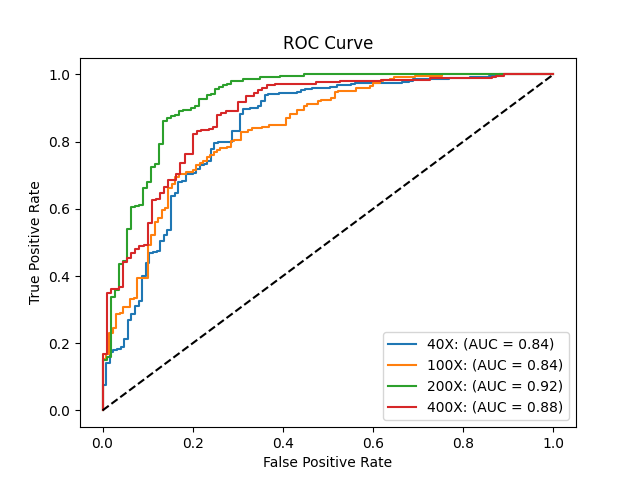 ROC Curve
1.0
0.8
0.6
0.4
0.2
0.0
True Positive Rate
0.0 0.2 0.4 0.6 0.8 1.0
False Positive Rate
40X: (AUC = 0.84)
100X: (AUC = 0.84)
200X: (AUC = 0.92)
400X: (AUC = 0.88)